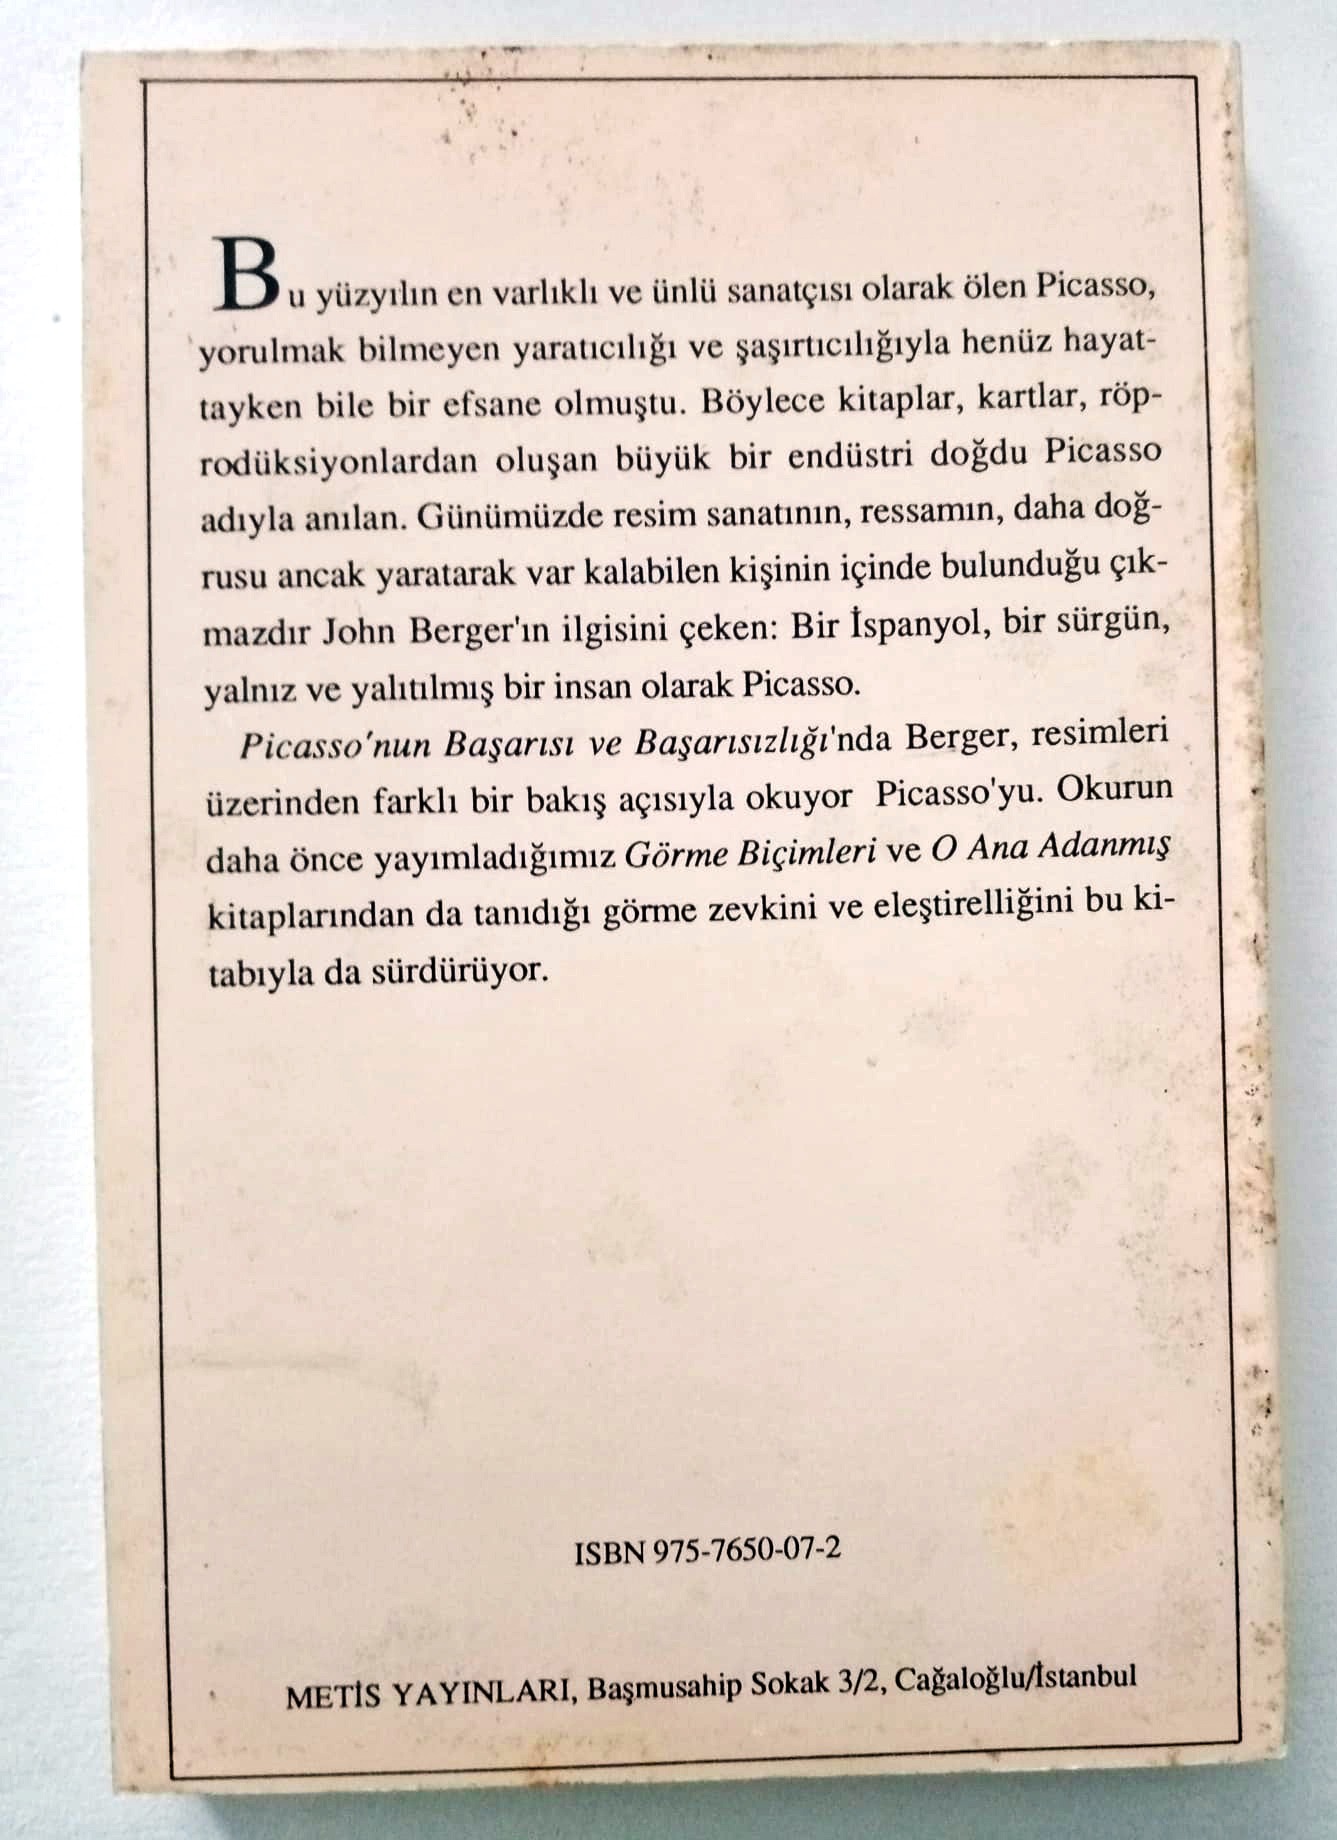 Bu yüzyılın en varlıklı ve ünlü sanatçısı olarak ölen Picasso,
yorulmak bilmeyen yaratıcılığı ve şaşırtıcılığıyla henüz hayat-
tayken bile bir efsane olmuştu. Böylece kitaplar, kartlar, röp-
rodüksiyonlardan oluşan büyük bir endüstri doğdu Picasso
adıyla anılan. Günümüzde resim sanatının, ressamın, daha doğ-
rusu ancak yaratarak var kalabilen kişinin içinde bulunduğu çık-
mazdır John Berger'ın ilgisini çeken: Bir İspanyol, bir sürgün,
yalnız ve yalıtılmış bir insan olarak Picasso.
Picasso'nun Başarısı ve Başarısızlığı'nda Berger, resimleri
üzerinden farklı bir bakış açısıyla okuyor Picasso'yu. Okurun
daha önce yayımladığımız Görme Biçimleri ve O Ana Adanmış
kitaplarından da tanıdığı görme zevkini ve eleştirelliğini bu ki-
tabıyla da sürdürüyor.
ISBN 975-7650-07-2
METİS YAYINLARI, Başmusahip Sokak 3/2, Cağaloğlu/İstanbul